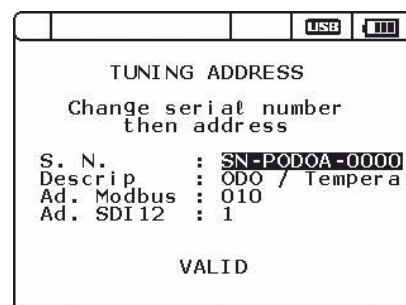 USB
TUNING ADDRESS
Change serial number
then address
S. N. : SN-PODOA-0000
Descrip : ODO / Tempera
Ad. Modbus : 010
Ad. SDI12 : 1
VALID